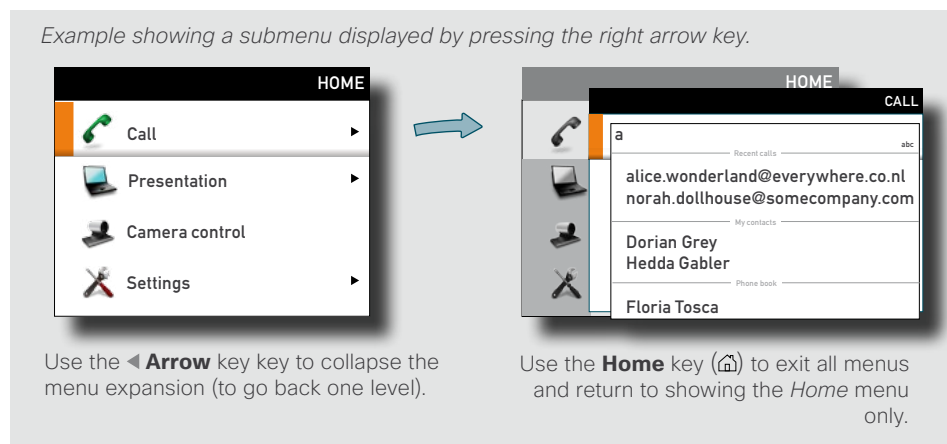 Example showing a submenu displayed by pressing the right arrow key.
HOME
Call
Presentation
Camera control
Settings
HOME
CALL
a
abc
Recent calls
alice.wonderland@everywhere.co.nl
norah.dollhouse@somecompany.com
My contacts
Dorian Grey
Hedda Gabler
Phone book
Floria Tosca
Use the ◀ Arrow key key to collapse the
menu expansion (to go back one level).
Use the Home key (⌂) to exit all menus
and return to showing the Home menu
only.